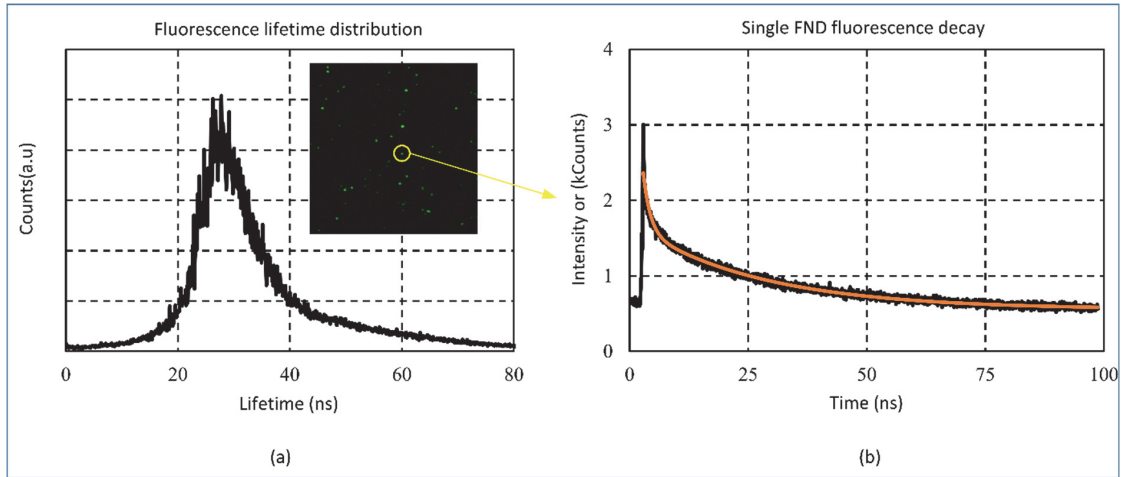 Fluorescence lifetime distribution
Counts(a.u)
0 20 40 60 80
Lifetime (ns)
(a)
Single FND fluorescence decay
Intensity or (kCounts)
4
3
2
1
0
0 25 50 75 100
Time (ns)
(b)